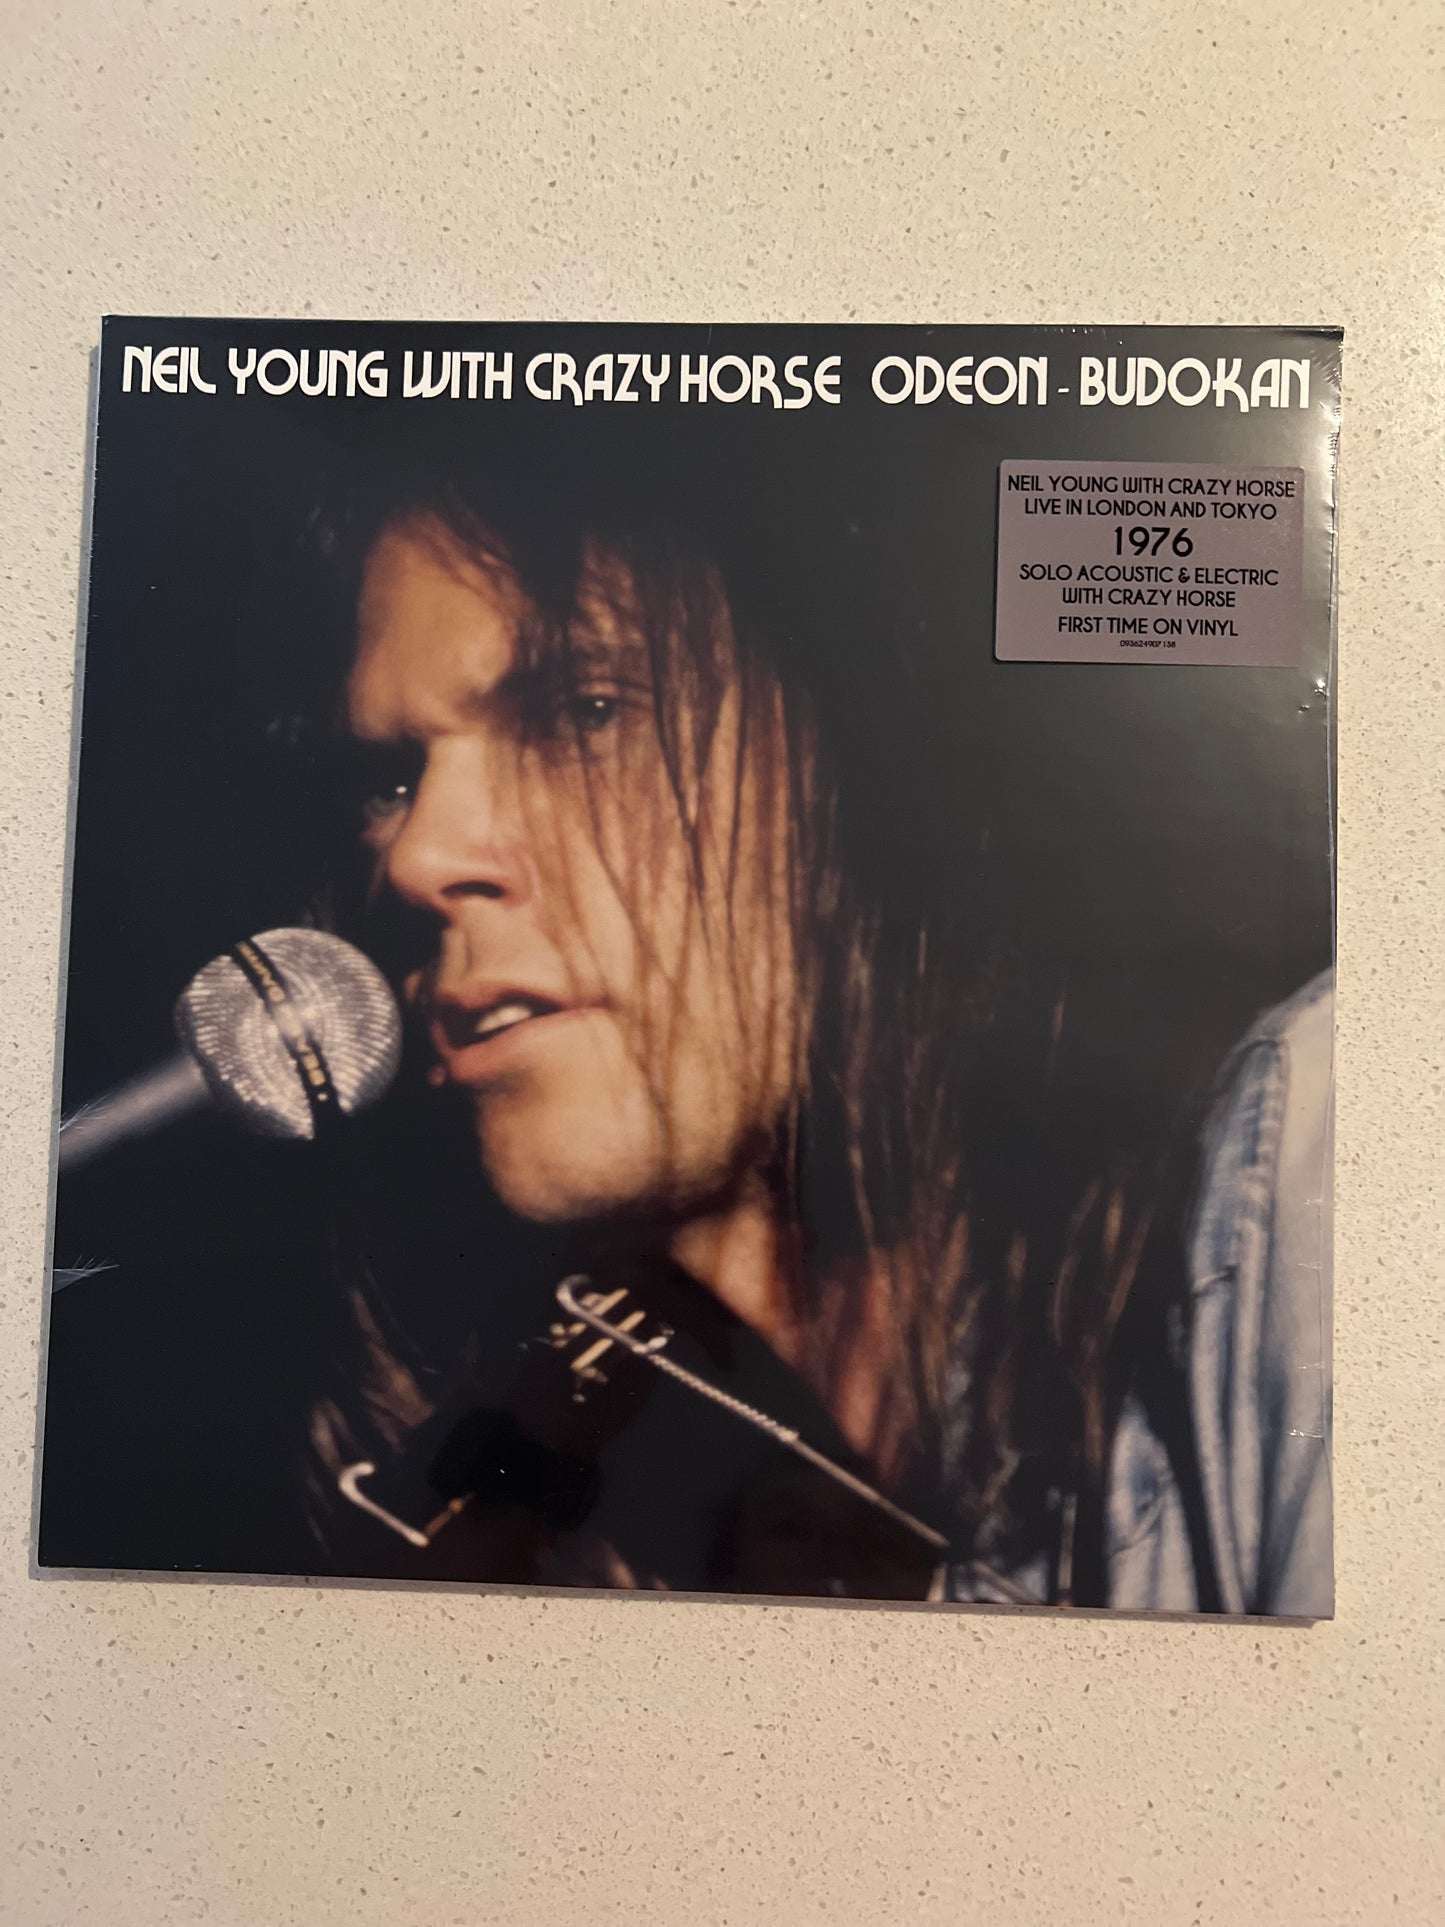 NEIL YOUNG WITH CRAZY HORSE ODEON - BUDOKAN
NEIL YOUNG WITH CRAZY HORSE
LIVE IN LONDON AND TOKYO
1976
SOLO ACOUSTIC & ELECTRIC
WITH CRAZY HORSE
FIRST TIME ON VINYL
093624907138